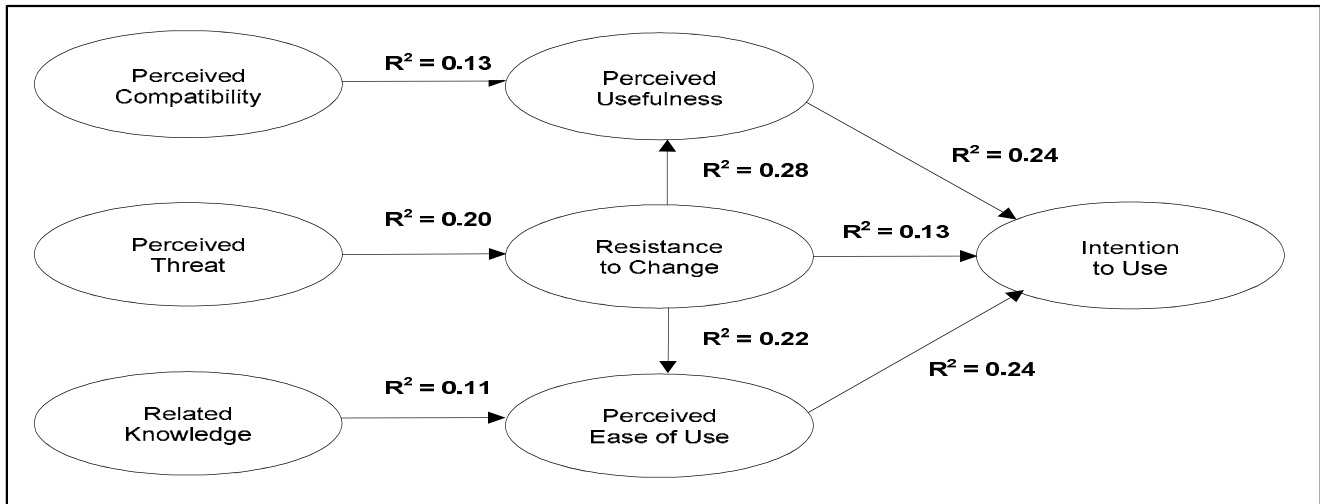 Perceived
Compatibility
R² = 0.13
Perceived
Usefulness
R² = 0.24
R² = 0.28
Perceived
Threat
R² = 0.20
Resistance
to Change
R² = 0.13
Intention
to Use
R² = 0.22
R² = 0.24
Related
Knowledge
R² = 0.11
Perceived
Ease of Use